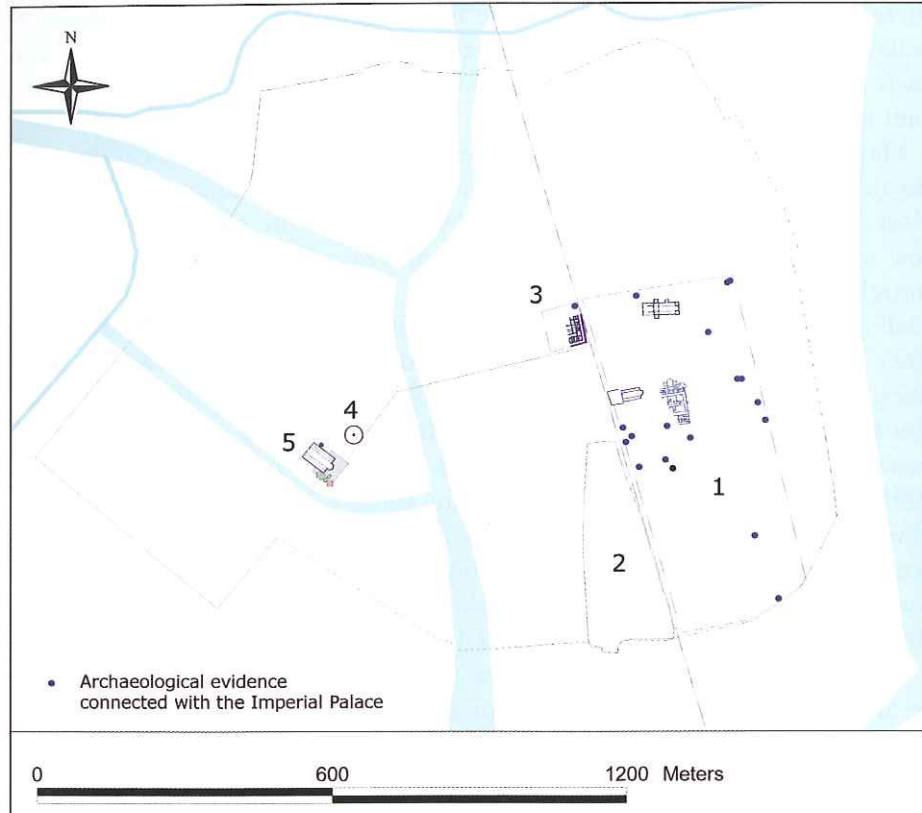 N
3
4
5
1
2
Archaeological evidence
connected with the Imperial Palace
0 600 1200 Meters